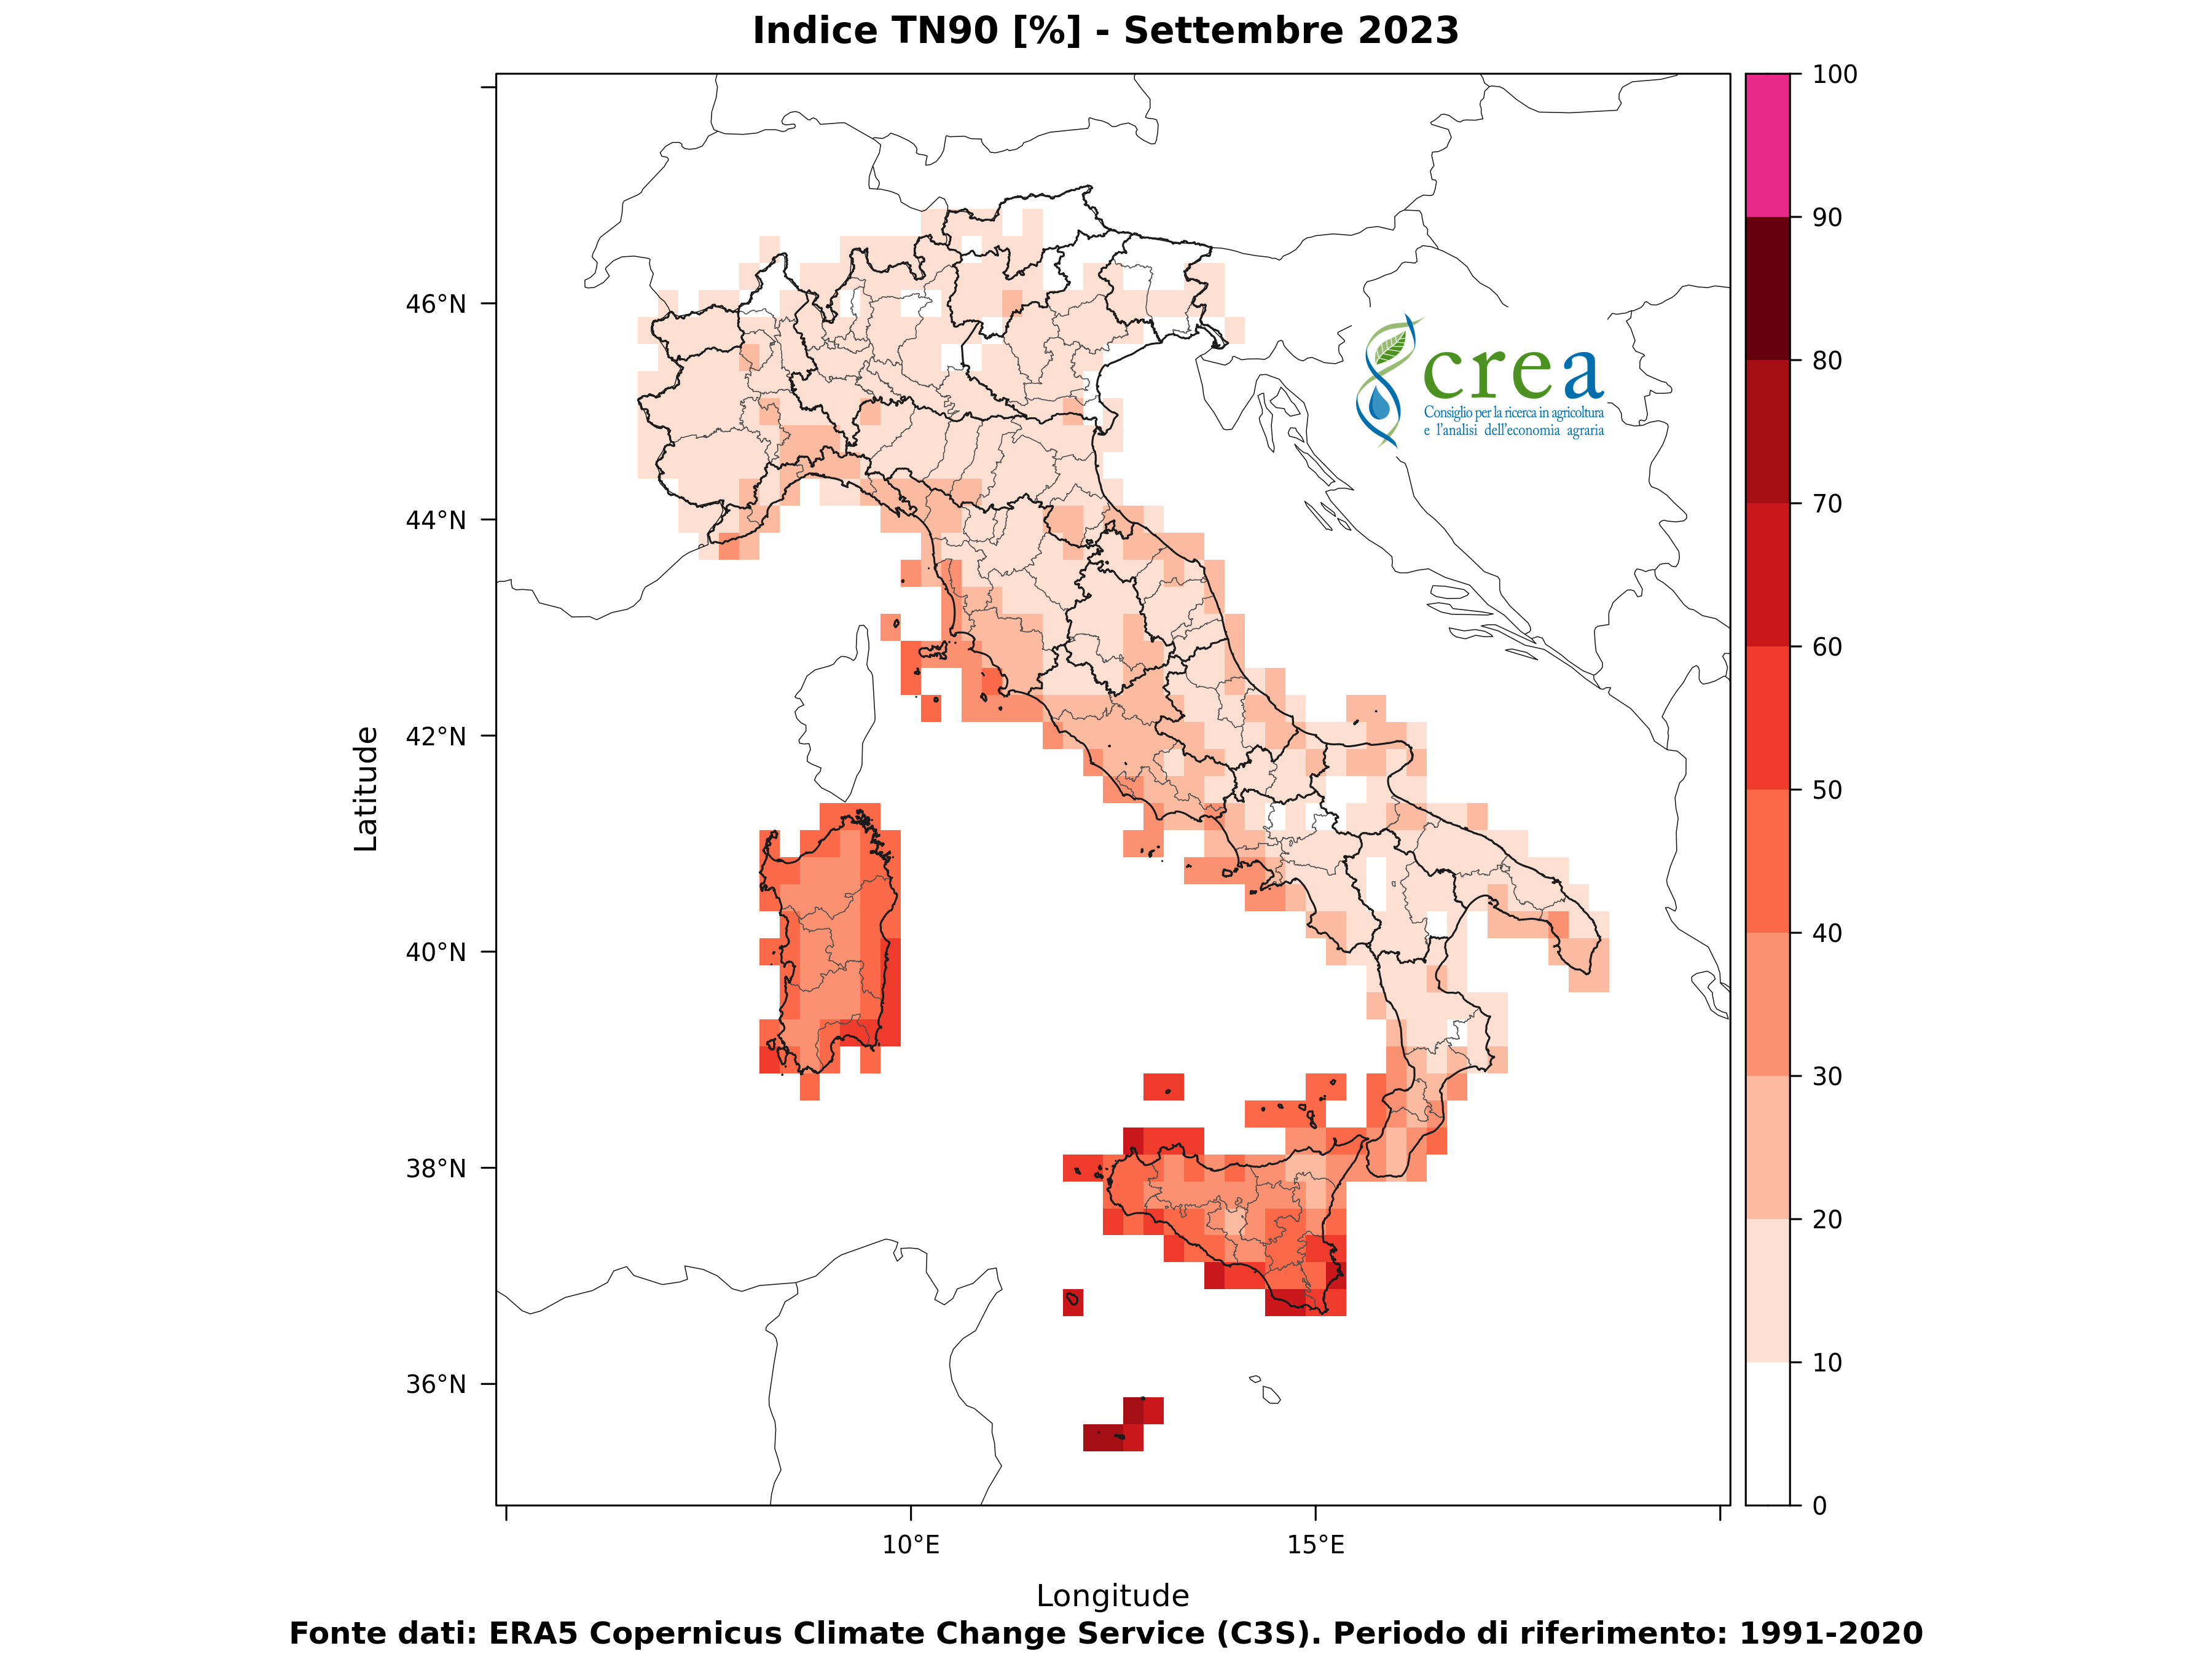 Indice TN90 [%] - Settembre 2023
100
90
80
70
60
50
40
30
20
10
0
46°N
44°N
42°N
40°N
38°N
36°N
Latitude
crea
Consiglio per la ricerca in agricoltura
e l'analisi dell'economia agraria
10°E
15°E
Longitude
Fonte dati: ERA5 Copernicus Climate Change Service (C3S). Periodo di riferimento: 1991-2020